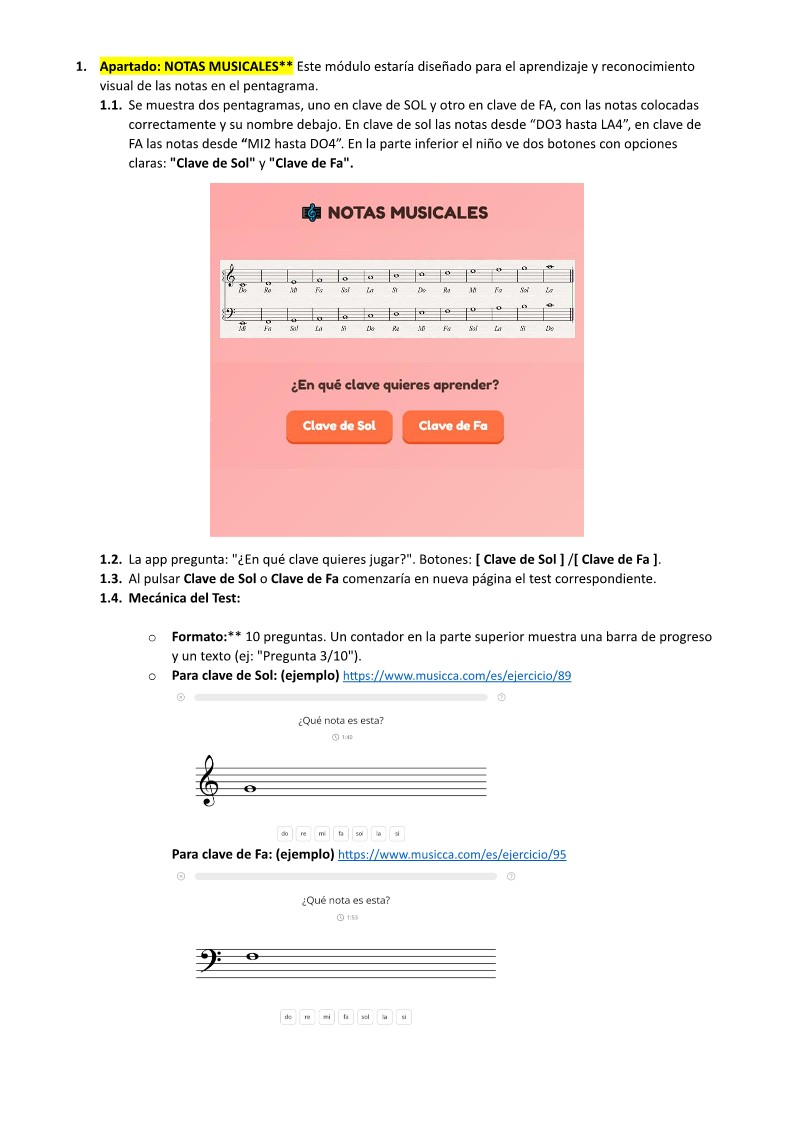 1. Apartado: NOTAS MUSICALES** Este módulo estaría diseñado para el aprendizaje y reconocimiento
visual de las notas en el pentagrama.
1.1. Se muestra dos pentagramas, uno en clave de SOL y otro en clave de FA, con las notas colocadas
correctamente y su nombre debajo. En clave de sol las notas desde “DO3 hasta LA4”, en clave de
FA las notas desde “MI2 hasta DO4”. En la parte inferior el niño ve dos botones con opciones
claras: "Clave de Sol" y "Clave de Fa".
NOTAS MUSICALES
Do Re Mi Fa Sol La Si Do Re Mi Fa Sol La
Mi Fa Sol La Si Do Re Mi Fa Sol La Si Do
¿En qué clave quieres aprender?
Clave de Sol Clave de Fa
1.2. La app pregunta: "¿En qué clave quieres jugar?". Botones: [ Clave de Sol ] /[ Clave de Fa ].
1.3. Al pulsar Clave de Sol o Clave de Fa comenzaría en nueva página el test correspondiente.
1.4. Mecánica del Test:
o Formato:** 10 preguntas. Un contador en la parte superior muestra una barra de progreso
y un texto (ej: "Pregunta 3/10").
o Para clave de Sol: (ejemplo) https://www.musicca.com/es/ejercicio/89
¿Qué nota es esta?
1:49
do re mi fa sol la si
Para clave de Fa: (ejemplo) https://www.musicca.com/es/ejercicio/95
¿Qué nota es esta?
1:53
do re mi fa sol la si